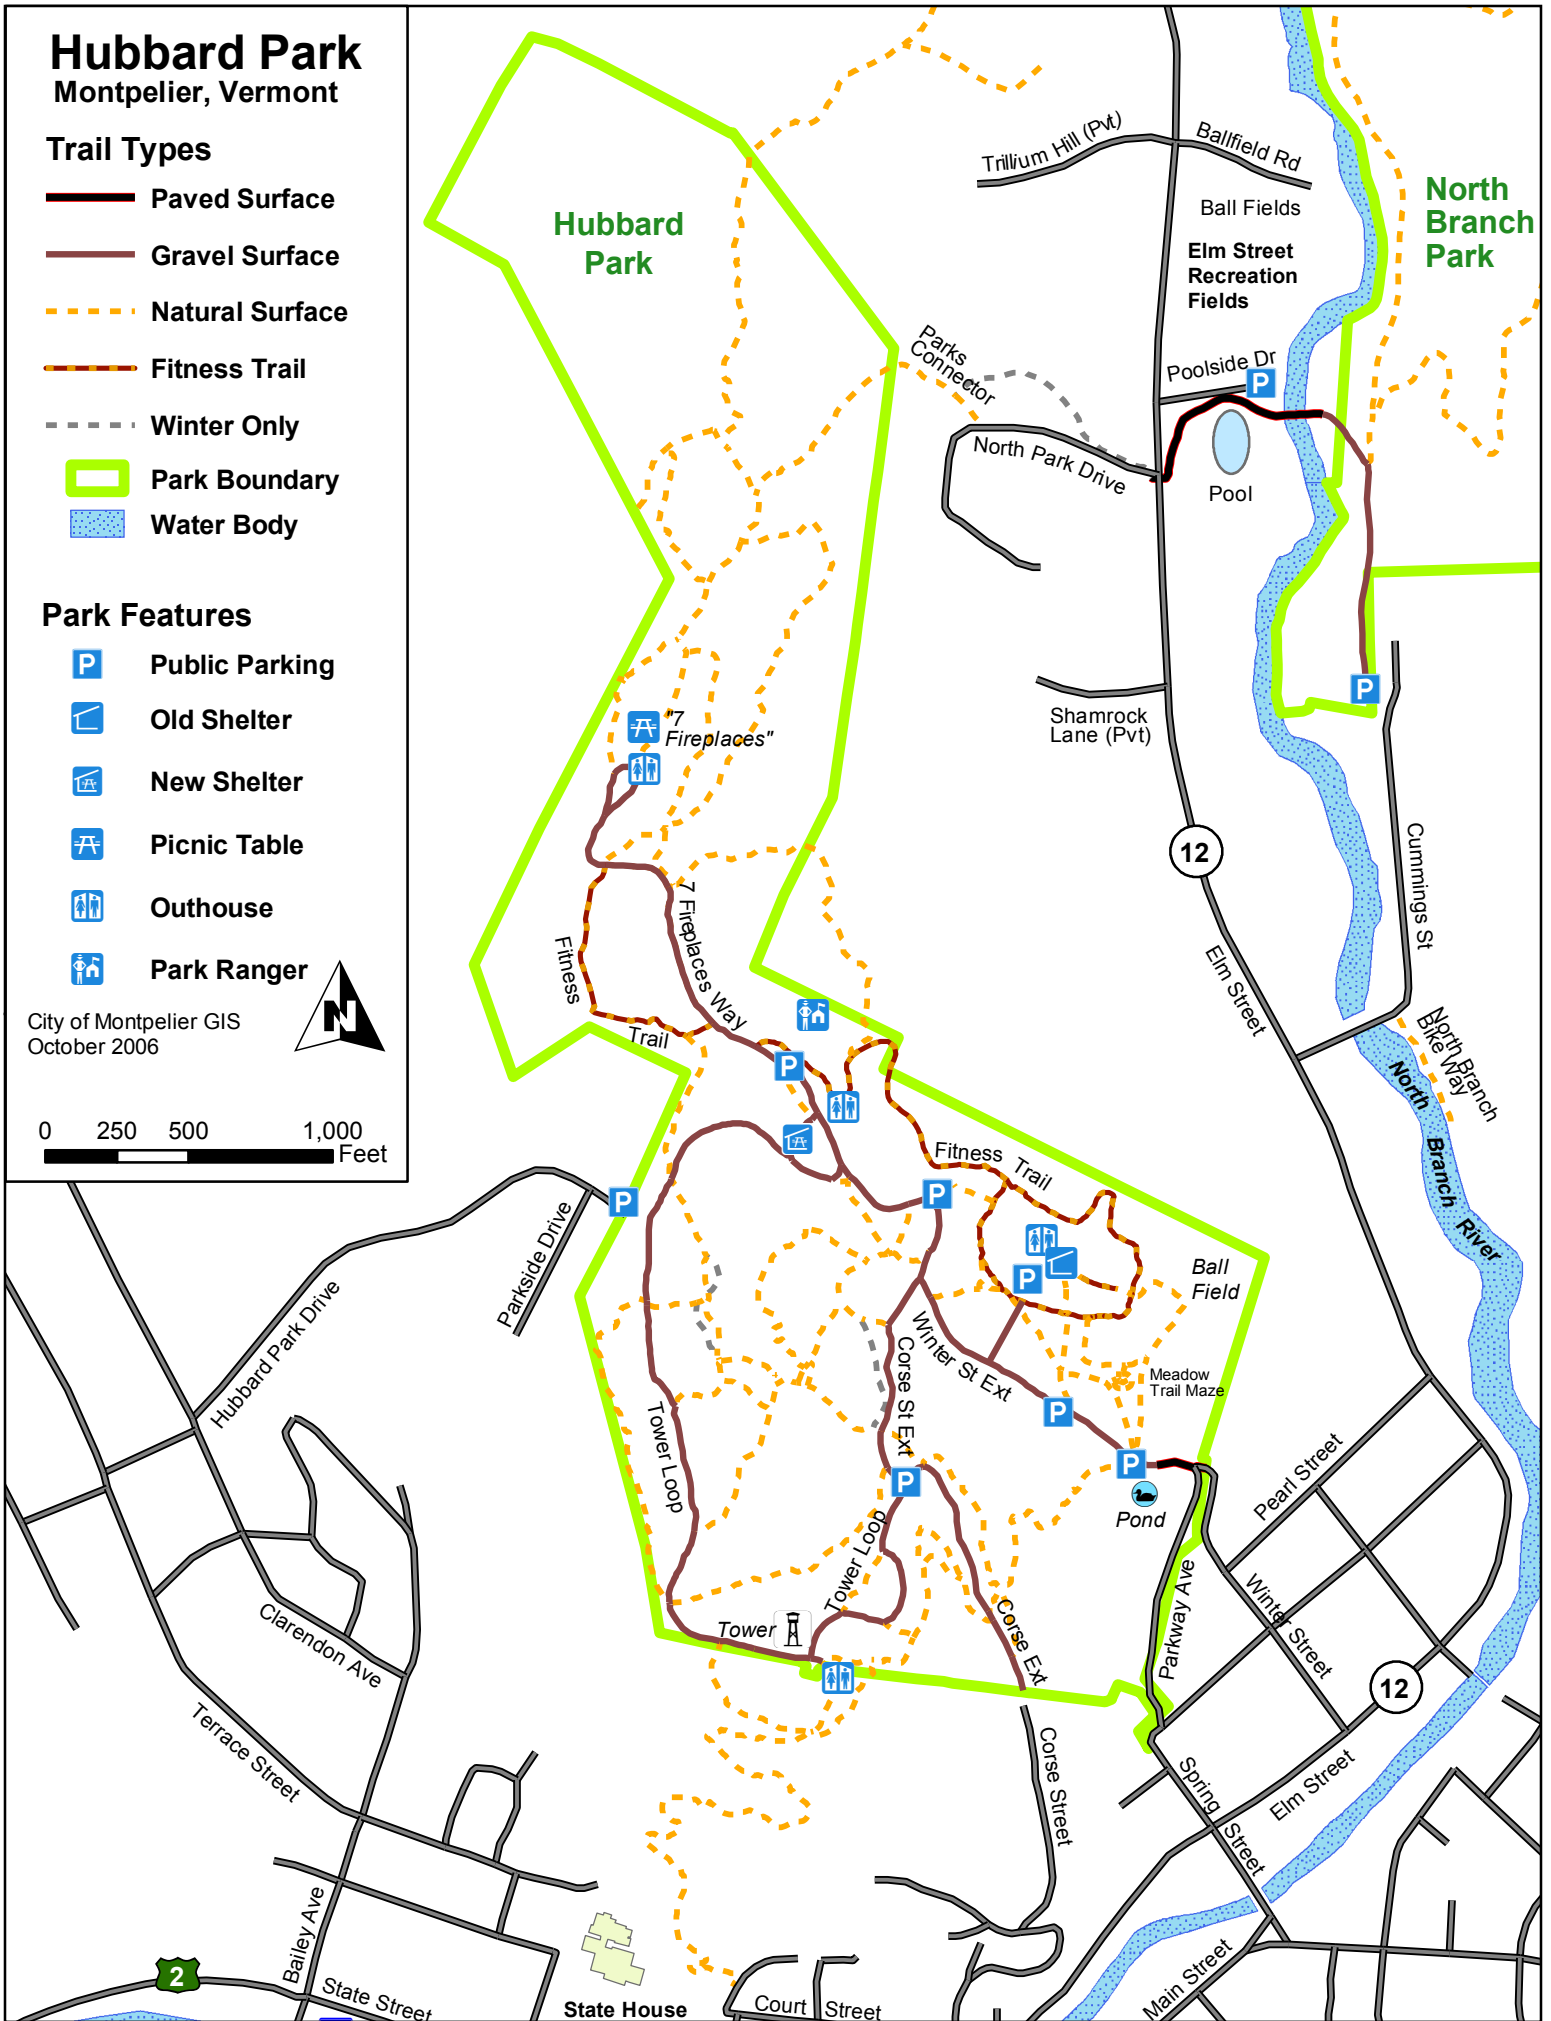 Hubbard Park
Montpelier, Vermont
Trail Types
Paved Surface
Gravel Surface
Natural Surface
Fitness Trail
Winter Only
Park Boundary
Water Body
Park Features
P
Public Parking
Old Shelter
New Shelter
Picnic Table
Outhouse
Park Ranger
City of Montpelier GIS
October 2006
N
0 250 500 1,000
Feet
Hubbard
Park
North
Branch
Park
Trillium Hill (Pvt)
Ballfield Rd
Ball Fields
Elm Street
Recreation
Fields
Parks
Connector
Poolside Dr
P
North Park Drive
Pool
Shamrock
Lane (Pvt)
P
"7
Fireplaces"
12
Cummings St
7 Fireplaces Way
Fitness
Trail
Elm Street
North Branch
Bike Way
North
Branch
River
P
Fitness Trail
P
P
Parkside Drive
Hubbard Park Drive
P
Ball
Field
Winter St Ext
Corse St Ext
Meadow
Trail Maze
P
Tower Loop
P
P
Pond
Pearl Street
Tower Loop
Tower
Corse Ext
Parkway Ave
Winter Street
Clarendon Ave
12
Terrace Street
Corse Street
Spring Street
Elm Street
Bailey Ave
2
State Street
State House
Court Street
Main Street